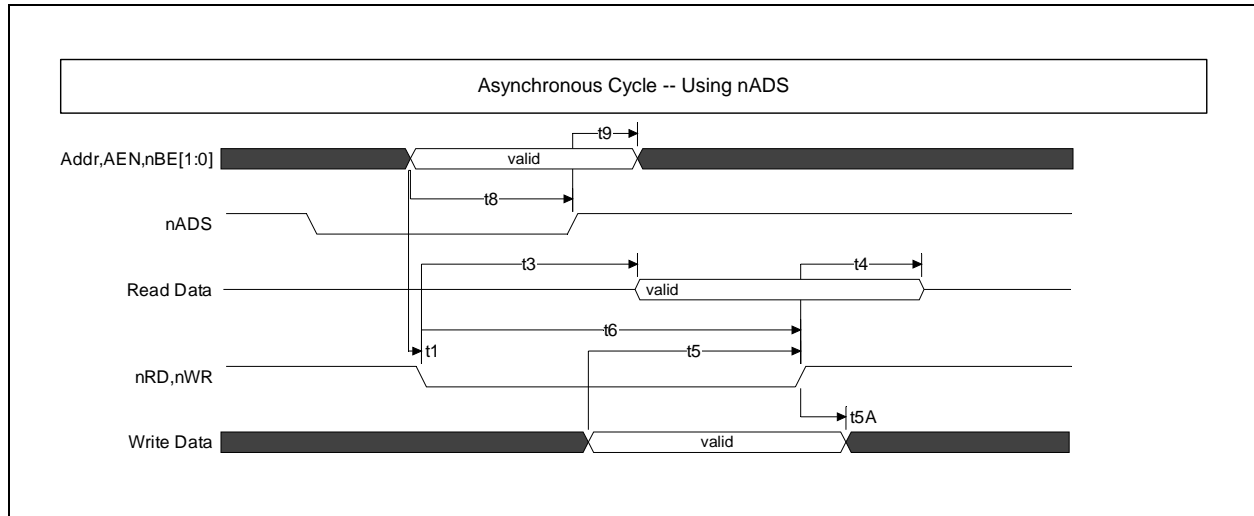 Asynchronous Cycle -- Using nADS
t9
Addr,AEN,nBE[1:0]
valid
t8
nADS
t3
t4
Read Data
valid
t6
t1
t5
nRD,nWR
t5A
Write Data
valid